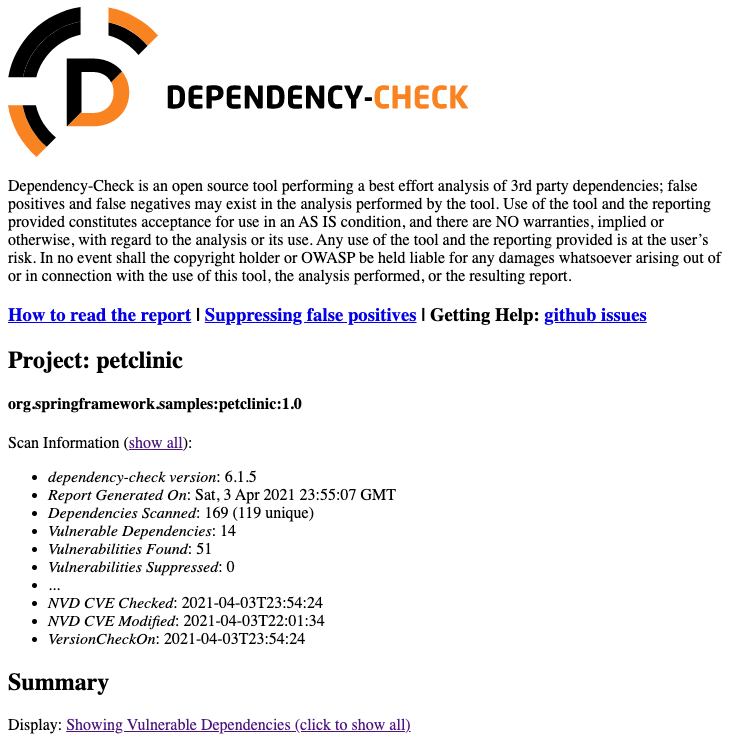 D DEPENDENCY-CHECK
Dependency-Check is an open source tool performing a best effort analysis of 3rd party dependencies; false
positives and false negatives may exist in the analysis performed by the tool. Use of the tool and the reporting
provided constitutes acceptance for use in an AS IS condition, and there are NO warranties, implied or
otherwise, with regard to the analysis or its use. Any use of the tool and the reporting provided is at the user’s
risk. In no event shall the copyright holder or OWASP be held liable for any damages whatsoever arising out of
or in connection with the use of this tool, the analysis performed, or the resulting report.
How to read the report | Suppressing false positives | Getting Help: github issues
Project: petclinic
org.springframework.samples:petclinic:1.0
Scan Information (show all):
• dependency-check version: 6.1.5
• Report Generated On: Sat, 3 Apr 2021 23:55:07 GMT
• Dependencies Scanned: 169 (119 unique)
• Vulnerable Dependencies: 14
• Vulnerabilities Found: 51
• Vulnerabilities Suppressed: 0
• ...
• NVD CVE Checked: 2021-04-03T23:54:24
• NVD CVE Modified: 2021-04-03T22:01:34
• VersionCheckOn: 2021-04-03T23:54:24
Summary
Display: Showing Vulnerable Dependencies (click to show all)